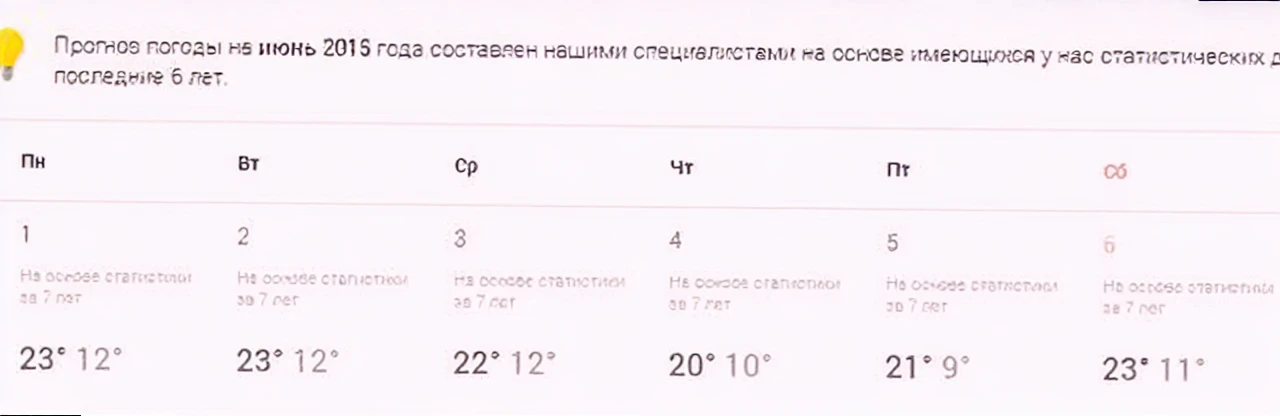 Прогноз погоды на июнь 2015 года составлен нашими специалистами на основе имеющихся у нас статистических д
последние 6 лет.
Пн Вт Ср Чт Пт Сб
1 2 3 4 5 6
На основе статистики На основе статистики На основе статистики На основе статистики На основе статистики На основе статистики
за 7 лет за 7 лет за 7 лет за 7 лет за 7 лет за 7 лет
23° 12° 23° 12° 22° 12° 20° 10° 21° 9° 23° 11°